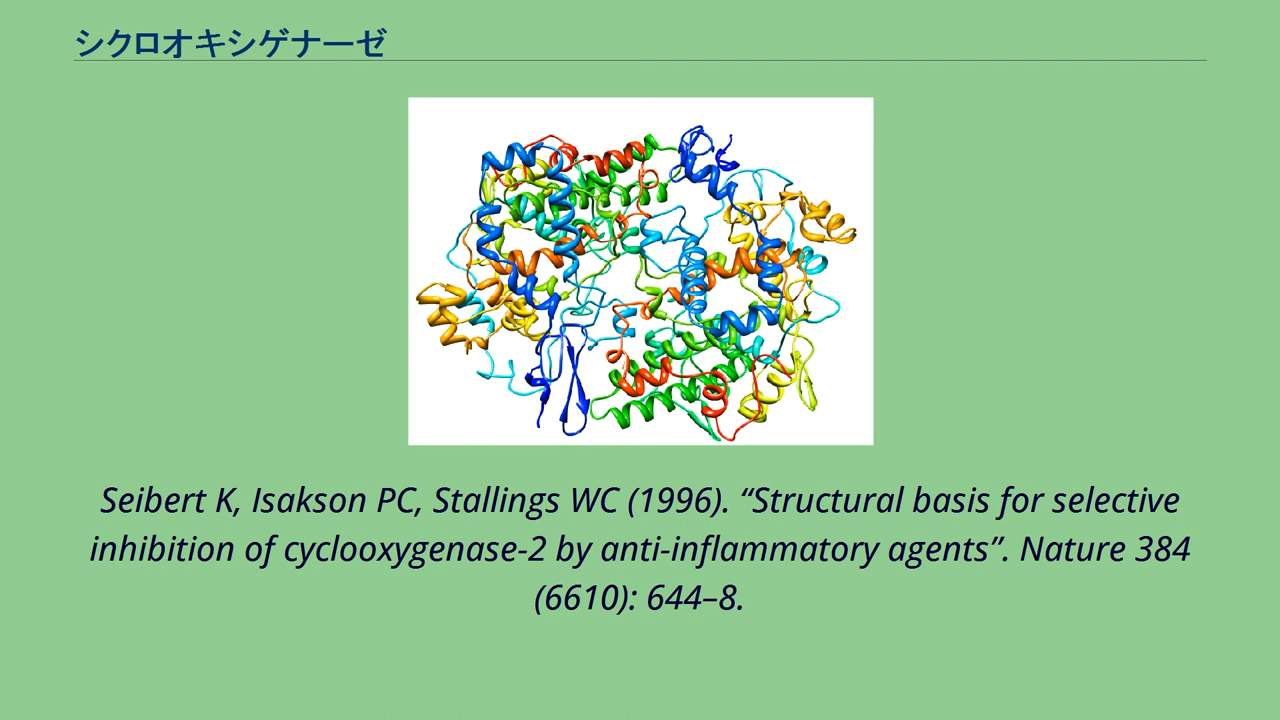 シクロオキシゲナーゼ
Seibert K, Isakson PC, Stallings WC (1996). “Structural basis for selective
inhibition of cyclooxygenase-2 by anti-inflammatory agents”. Nature 384
(6610): 644–8.